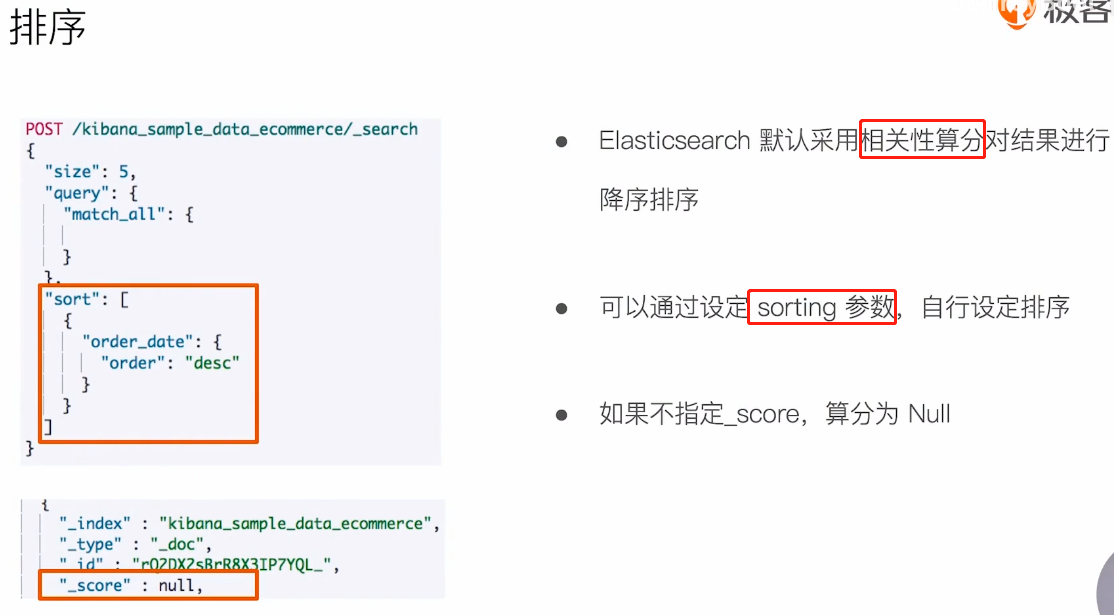 排序
极客
POST /kibana_sample_data_ecommerce/_search
{
"size": 5,
"query": {
"match_all": {
}
},
"sort": [
{
"order_date": {
"order": "desc"
}
}
]
}
{
"_index" : "kibana_sample_data_ecommerce",
"_type" : "_doc",
"_id" : "rQ2DX2sBrR8X3IP7YQL_",
"_score" : null,
● Elasticsearch 默认采用相关性算分对结果进行
降序排序
● 可以通过设定 sorting 参数，自行设定排序
● 如果不指定_score，算分为 Null